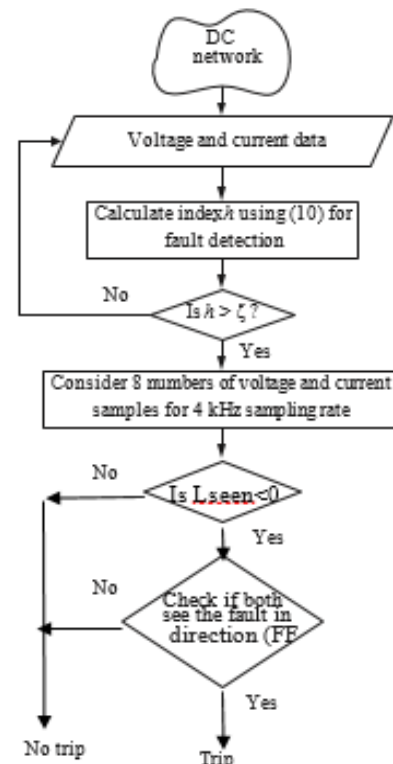 DC
network
Voltage and current data
Calculate index h using (10) for
fault detection
No
Is h > ζ ?
Yes
Consider 8 numbers of voltage and current
samples for 4 kHz sampling rate
No
Is Lseen<0
Yes
No
Check if both
see the fault in
direction (FF
Yes
No trip
Trip